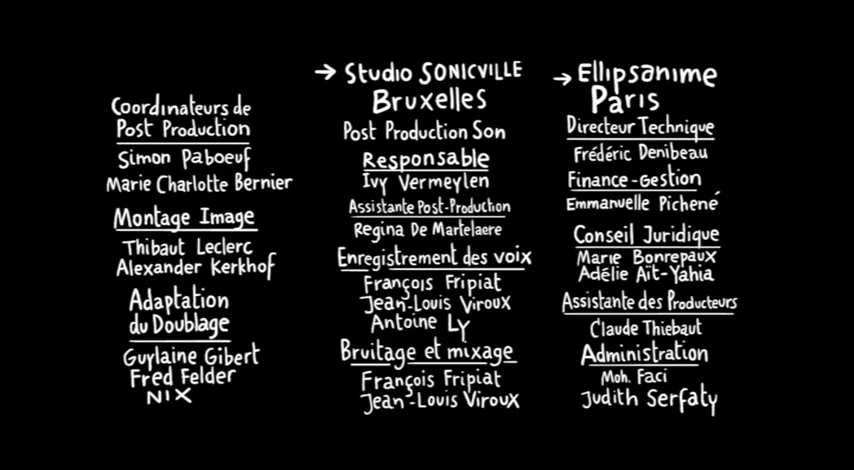 Coordinateurs de
Post Production
Simon Paboeuf
Marie Charlotte Bernier
Montage Image
Thibaut Leclerc
Alexander Kerkhof
Adaptation
du Doublage
Guylaine Gibert
Fred Felder
NIX
→ Studio SONICVILLE
Bruxelles
Post Production Son
Responsable
Ivy Vermeylen
Assistante Post-Production
Regina De Martelaere
Enregistrement des voix
François Fripiat
Jean-Louis Viroux
Antoine Ly
Bruitage et mixage
François Fripiat
Jean-Louis Viroux
→ Ellipsanime
Paris
Directeur Technique
Frédéric Denibeau
Finance-Gestion
Emmanuelle Pichené
Conseil Juridique
Marie Bonrepaux
Adélie Aït-Yahia
Assistante des Producteurs
Claude Thiebaut
Administration
Moh. Faci
Judith Serfaty